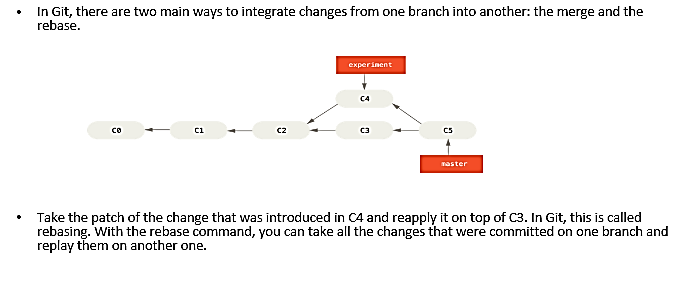 • In Git, there are two main ways to integrate changes from one branch into another: the merge and the
rebase.
experiment
C4
C0 C1 C2 C3 C5
master
• Take the patch of the change that was introduced in C4 and reapply it on top of C3. In Git, this is called
rebasing. With the rebase command, you can take all the changes that were committed on one branch and
replay them on another one.